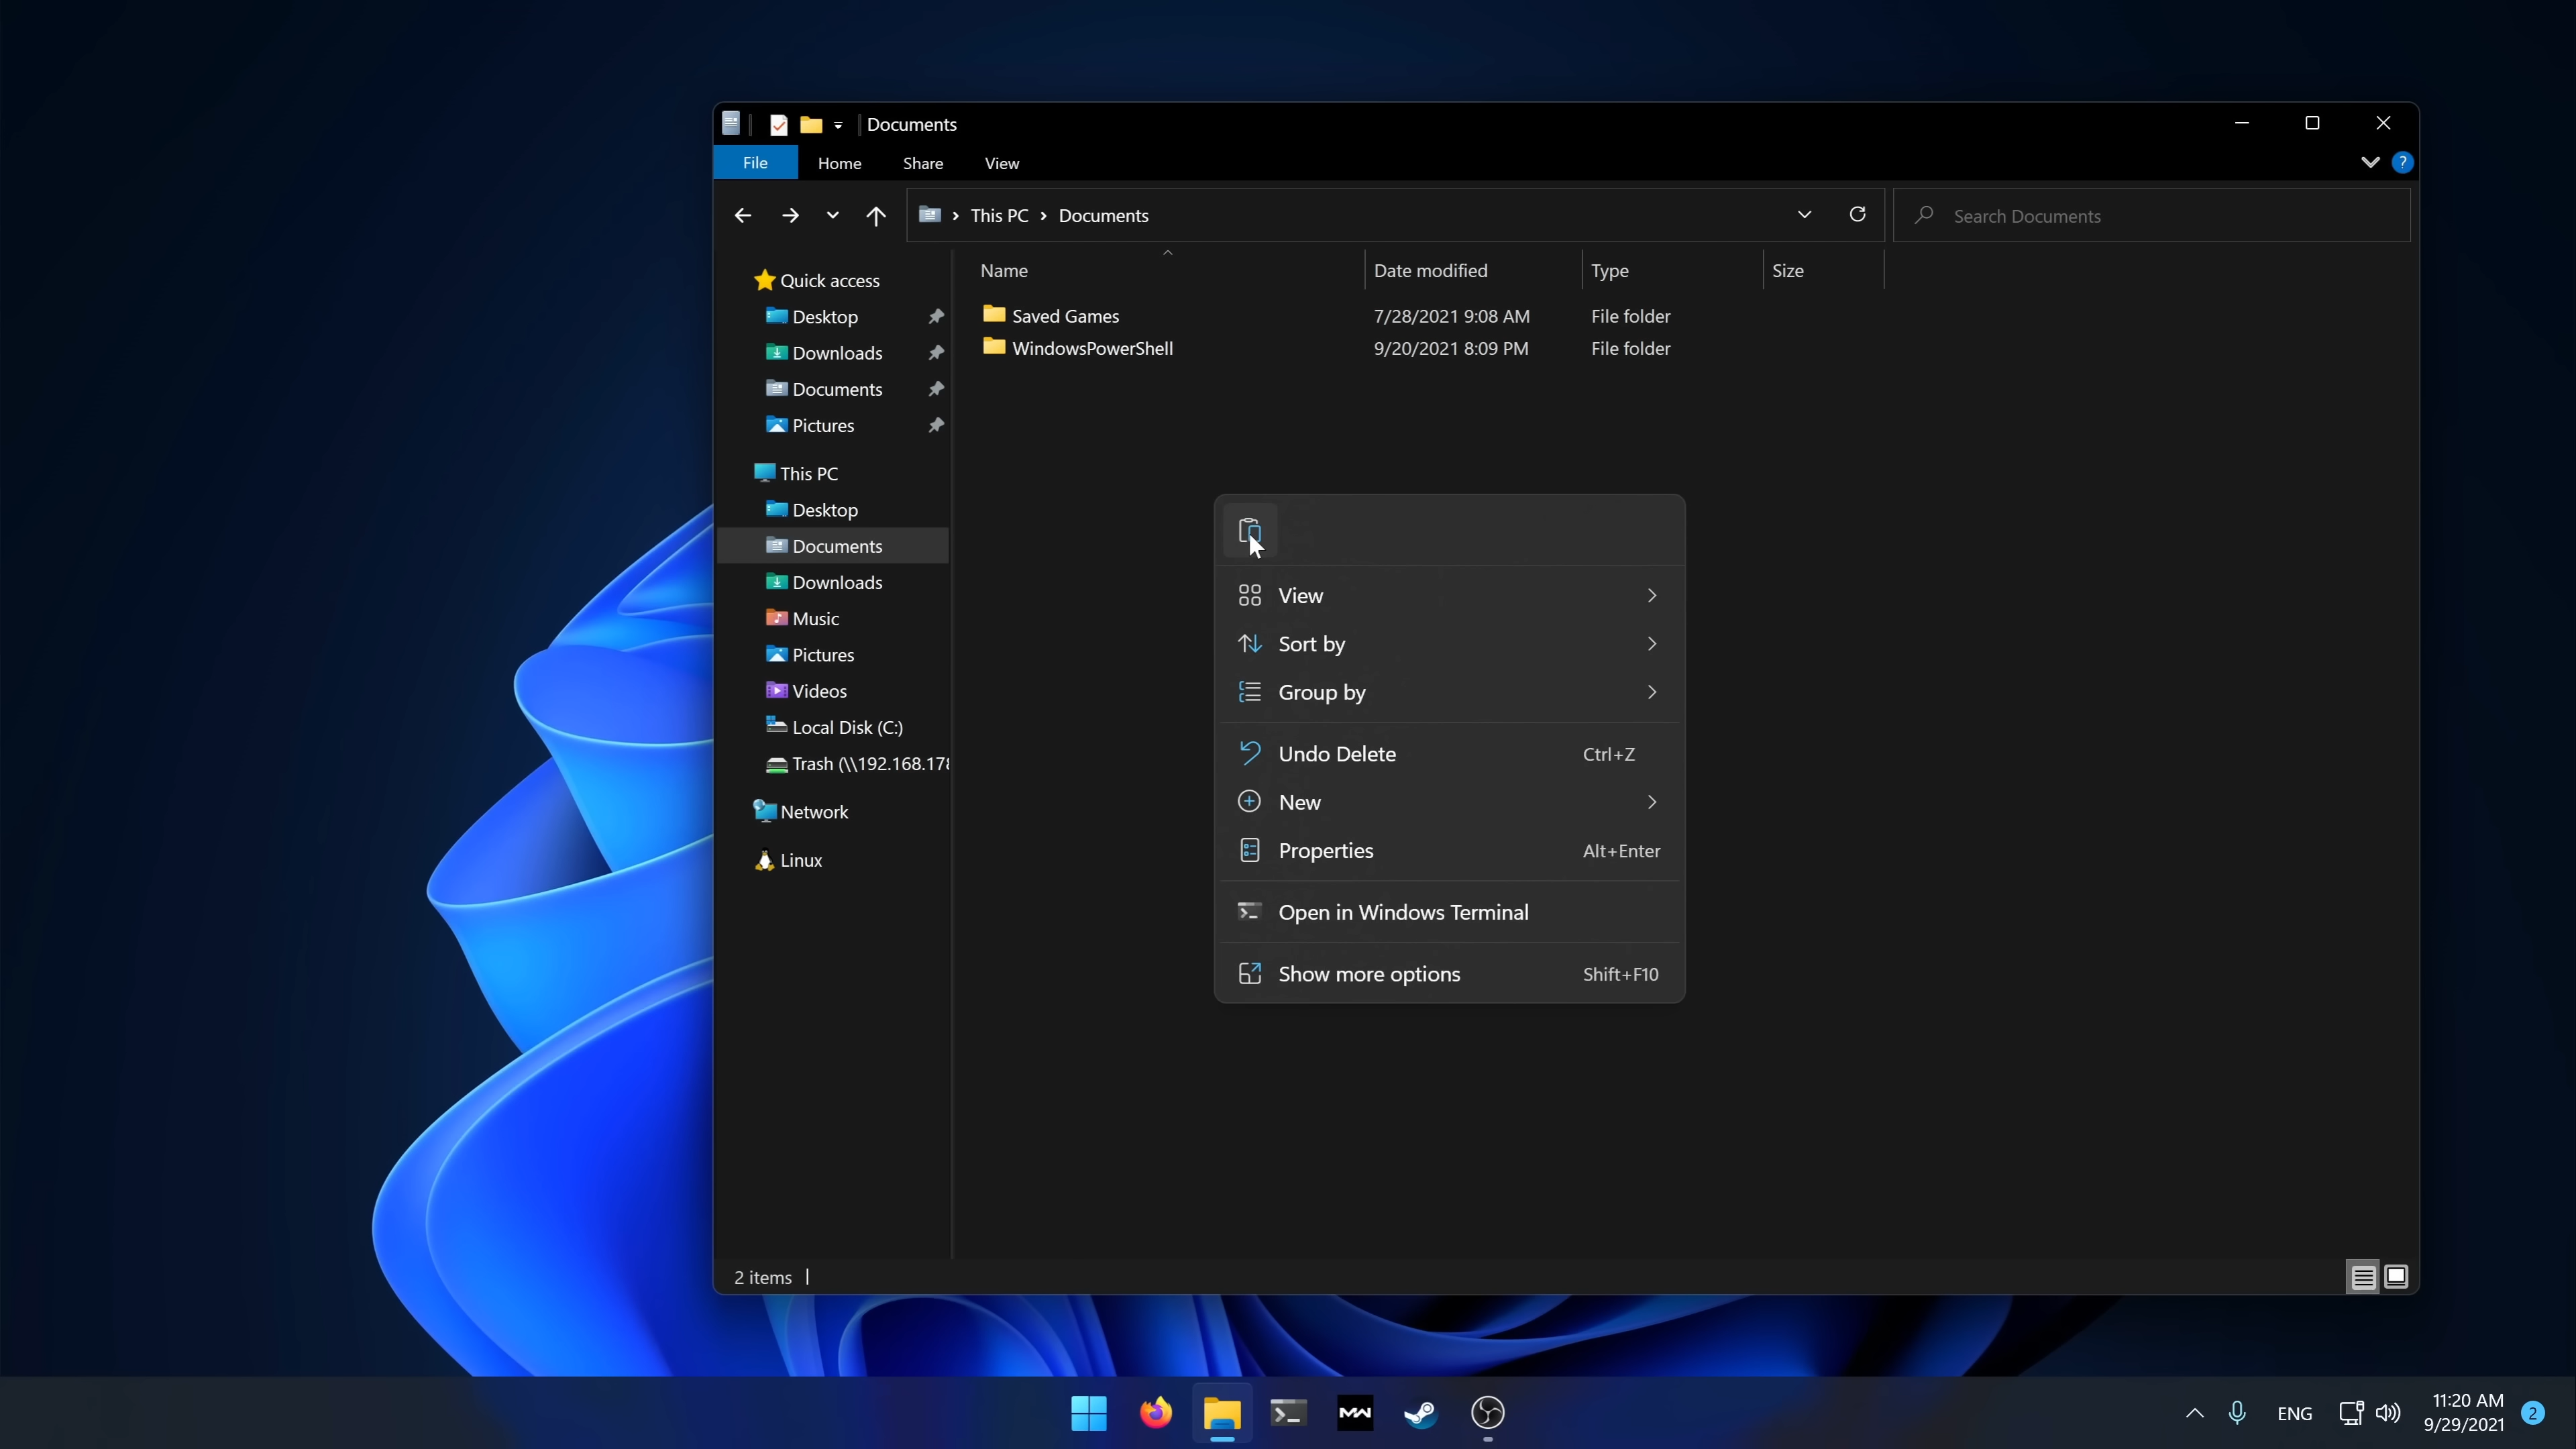 Documents
File Home Share View ?
This PC Documents
Search Documents
Name Date modified Type Size
Saved Games 7/28/2021 9:08 AM File folder
WindowsPowerShell 9/20/2021 8:09 PM File folder
Quick access
Desktop
Downloads
Documents
Pictures
This PC
Desktop
Documents
Downloads
Music
Pictures
Videos
Local Disk (C:)
Trash (\\192.168.178
Network
Linux
View
Sort by
Group by
Undo Delete Ctrl+Z
New
Properties Alt+Enter
Open in Windows Terminal
Show more options Shift+F10
2 items
MW
ENG
11:20 AM
9/29/2021
2